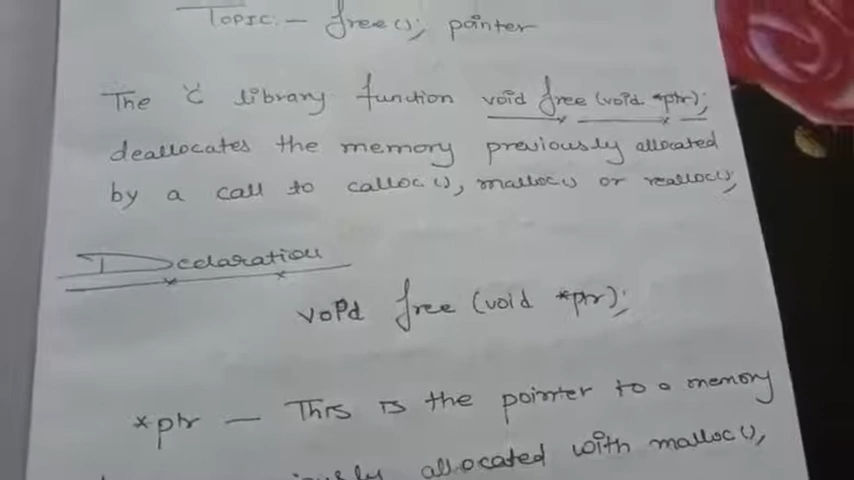 Topic:- free(); pointer
The 'C' library function void free (void *ptr);
deallocates the memory previously allocated
by a call to calloc(), malloc() or realloc(),
Declaration
void free (void *ptr);
*ptr — This is the pointer to a memory
allocated with malloc(),